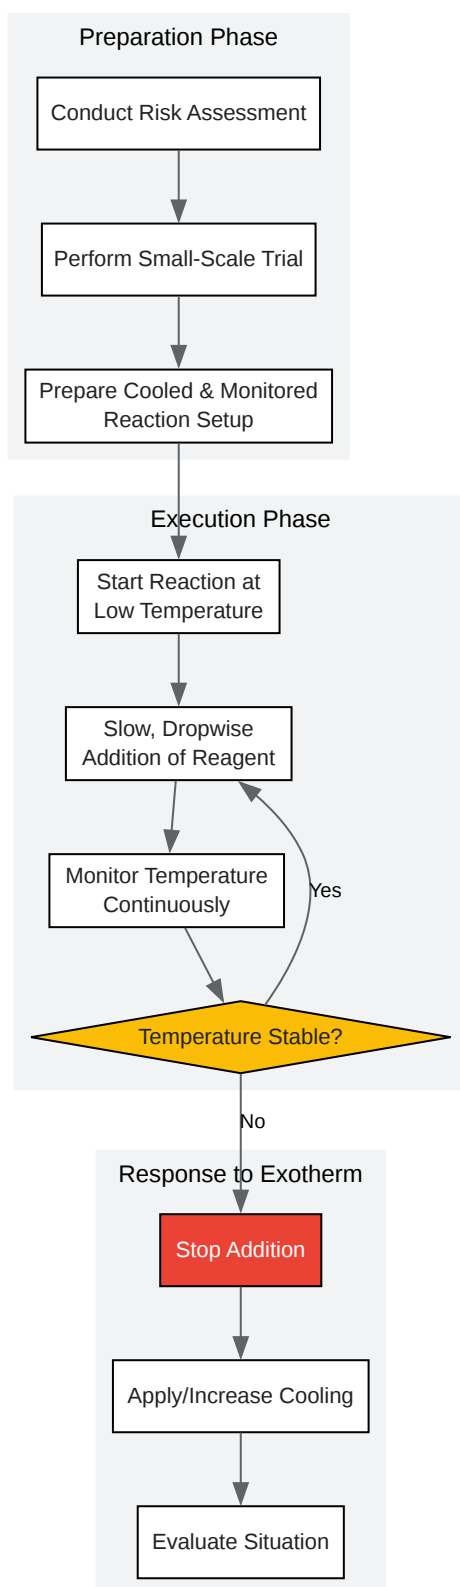 Preparation Phase
Conduct Risk Assessment
Perform Small-Scale Trial
Prepare Cooled & Monitored
Reaction Setup
Execution Phase
Start Reaction at
Low Temperature
Slow, Dropwise
Addition of Reagent
Monitor Temperature
Continuously
Yes
Temperature Stable?
No
Response to Exotherm
Stop Addition
Apply/Increase Cooling
Evaluate Situation